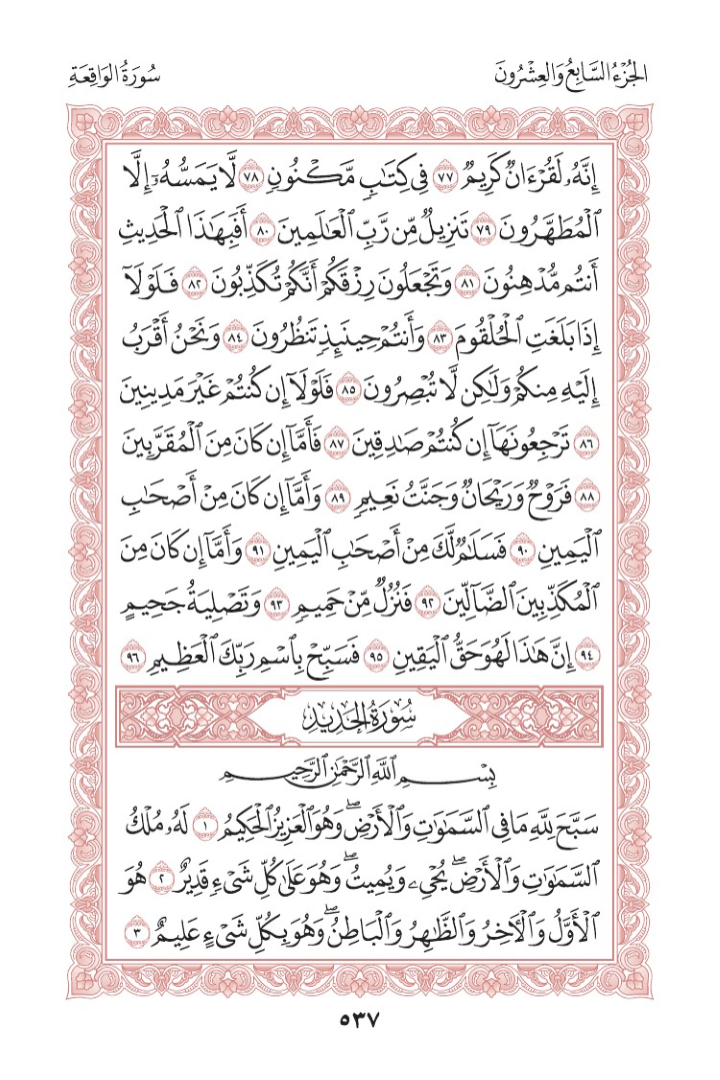 الجُزْءُ السَّابِعُ وَالعِشْرُونَ
سُورَةُ الوَاقِعَةِ
إِنَّهُۥ لَقُرْءَانٌ كَرِيمٌ ٧٧ فِى كِتَٰبٍ مَّكْنُونٍ ٧٨ لَّا يَمَسُّهُۥٓ إِلَّا
ٱلْمُطَهَّرُونَ ٧٩ تَنزِيلٌ مِّن رَّبِّ ٱلْعَٰلَمِينَ ٨٠ أَفَبِهَٰذَا ٱلْحَدِيثِ
أَنتُم مُّدْهِنُونَ ٨١ وَتَجْعَلُونَ رِزْقَكُمْ أَنَّكُمْ تُكَذِّبُونَ ٨٢ فَلَوْلَآ
إِذَا بَلَغَتِ ٱلْحُلْقُومَ ٨٣ وَأَنتُمْ حِينَئِذٍ تَنظُرُونَ ٨٤ وَنَحْنُ أَقْرَبُ
إِلَيْهِ مِنكُمْ وَلَٰكِن لَّا تُبْصِرُونَ ٨٥ فَلَوْلَآ إِن كُنتُمْ غَيْرَ مَدِينِينَ
٨٦ تَرْجِعُونَهَآ إِن كُنتُمْ صَٰدِقِينَ ٨٧ فَأَمَّآ إِن كَانَ مِنَ ٱلْمُقَرَّبِينَ
٨٨ فَرَوْحٌ وَرَيْحَانٌ وَجَنَّتُ نَعِيمٍ ٨٩ وَأَمَّآ إِن كَانَ مِنْ أَصْحَٰبِ
ٱلْيَمِينِ ٩٠ فَسَلَٰمٌ لَّكَ مِنْ أَصْحَٰبِ ٱلْيَمِينِ ٩١ وَأَمَّآ إِن كَانَ مِنَ
ٱلْمُكَذِّبِينَ ٱلضَّآلِّينَ ٩٢ فَنُزُلٌ مِّنْ حَمِيمٍ ٩٣ وَتَصْلِيَةُ جَحِيمٍ
٩٤ إِنَّ هَٰذَا لَهُوَ حَقُّ ٱلْيَقِينِ ٩٥ فَسَبِّحْ بِٱسْمِ رَبِّكَ ٱلْعَظِيمِ ٩٦
سُورَةُ الحَدِيدِ
بِسْمِ ٱللَّهِ ٱلرَّحْمَٰنِ ٱلرَّحِيمِ
سَبَّحَ لِلَّهِ مَا فِى ٱلسَّمَٰوَٰتِ وَٱلْأَرْضِۖ وَهُوَ ٱلْعَزِيزُ ٱلْحَكِيمُ ١ لَهُۥ مُلْكُ
ٱلسَّمَٰوَٰتِ وَٱلْأَرْضِۖ يُحْىِۦ وَيُمِيتُۖ وَهُوَ عَلَىٰ كُلِّ شَىْءٍ قَدِيرٌ ٢ هُوَ
ٱلْأَوَّلُ وَٱلْءَاخِرُ وَٱلظَّٰهِرُ وَٱلْبَاطِنُۖ وَهُوَ بِكُلِّ شَىْءٍ عَلِيمٌ ٣
٥٣٧